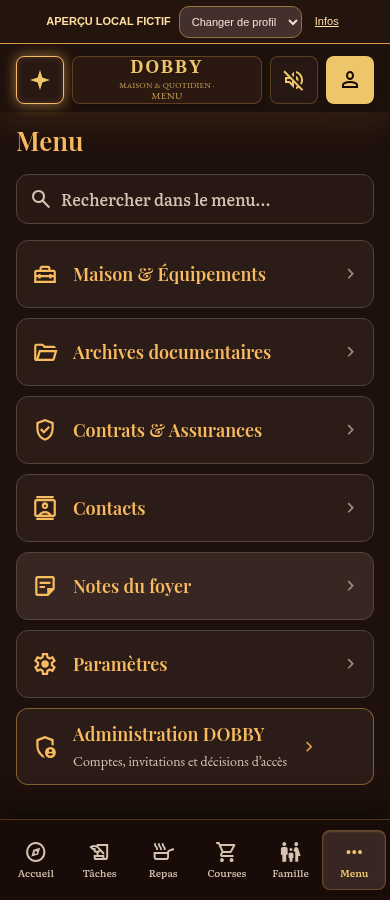 APERÇU LOCAL FICTIF Changer de profil Infos
DOBBY
MAISON & QUOTIDIEN ·
MENU
Menu
Rechercher dans le menu...
Maison & Équipements
Archives documentaires
Contrats & Assurances
Contacts
Notes du foyer
Paramètres
Administration DOBBY
Comptes, invitations et décisions d’accès
Accueil Tâches Repas Courses Famille Menu